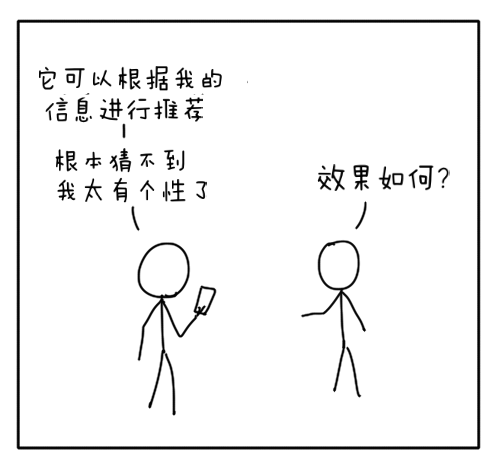 它可以根据我的
信息进行推荐
效果如何?
根本猜不到
我太有个性了